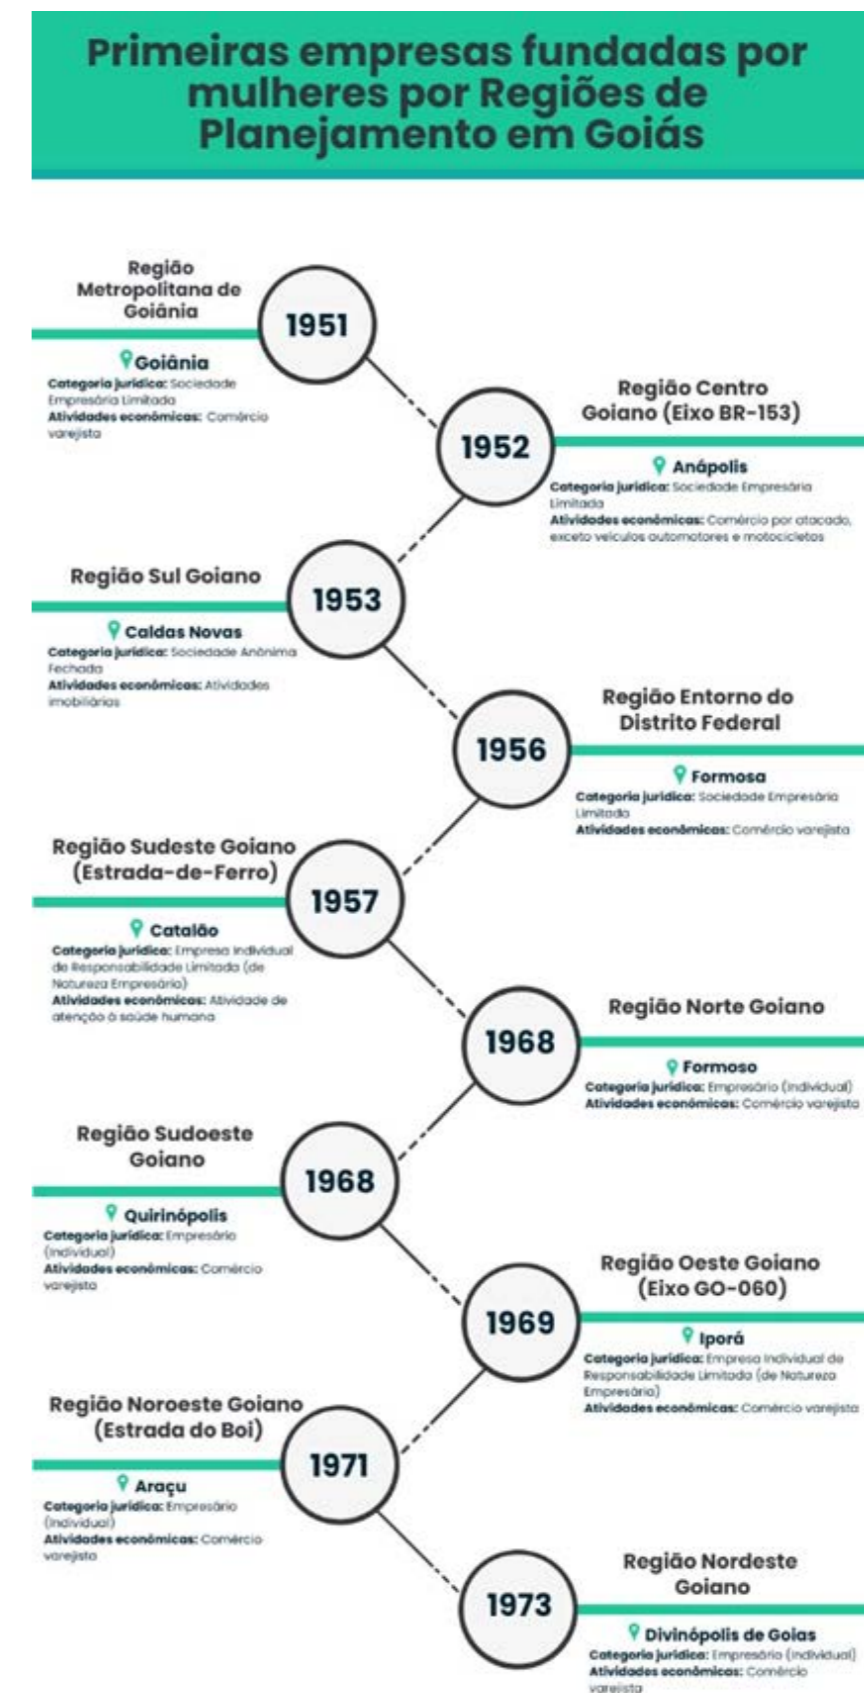 Primeiras empresas fundadas por
mulheres por Regiões de
Planejamento em Goiás
Região
Metropolitana de
Goiânia
1951
Goiânia
Categoria jurídica: Sociedade
Empresária Limitada
Atividades econômicas: Comércio
varejista
Região Centro
Goiano (Eixo BR-153)
1952
Anápolis
Categoria jurídica: Sociedade Empresária
Limitada
Atividades econômicas: Comércio por atacado,
exceto veículos automotores e motocicletas
Região Sul Goiano
1953
Caldas Novas
Categoria jurídica: Sociedade Anônima
Fechada
Atividades econômicas: Atividades
imobiliárias
Região Entorno do
Distrito Federal
1956
Formosa
Categoria jurídica: Sociedade Empresária
Limitada
Atividades econômicas: Comércio varejista
Região Sudeste Goiano
(Estrada-de-Ferro)
1957
Catalão
Categoria jurídica: Empresa Individual
de Responsabilidade Limitada (de
Natureza Empresário)
Atividades econômicas: Atividade de
atenção à saúde humana
Região Norte Goiano
1968
Formoso
Categoria jurídica: Empresário (Individual)
Atividades econômicas: Comércio varejista
Região Sudoeste
Goiano
1968
Quirinópolis
Categoria jurídica: Empresário
(Individual)
Atividades econômicas: Comércio
varejista
Região Oeste Goiano
(Eixo GO-060)
1969
Iporá
Categoria jurídica: Empresa Individual de
Responsabilidade Limitada (de Natureza
Empresária)
Atividades econômicas: Comércio varejista
Região Noroeste Goiano
(Estrada do Boi)
1971
Araçu
Categoria jurídica: Empresário
(Individual)
Atividades econômicas: Comércio
varejista
Região Nordeste
Goiano
1973
Divinópolis de Goias
Categoria jurídica: Empresário (Individual)
Atividades econômicas: Comércio
varejista